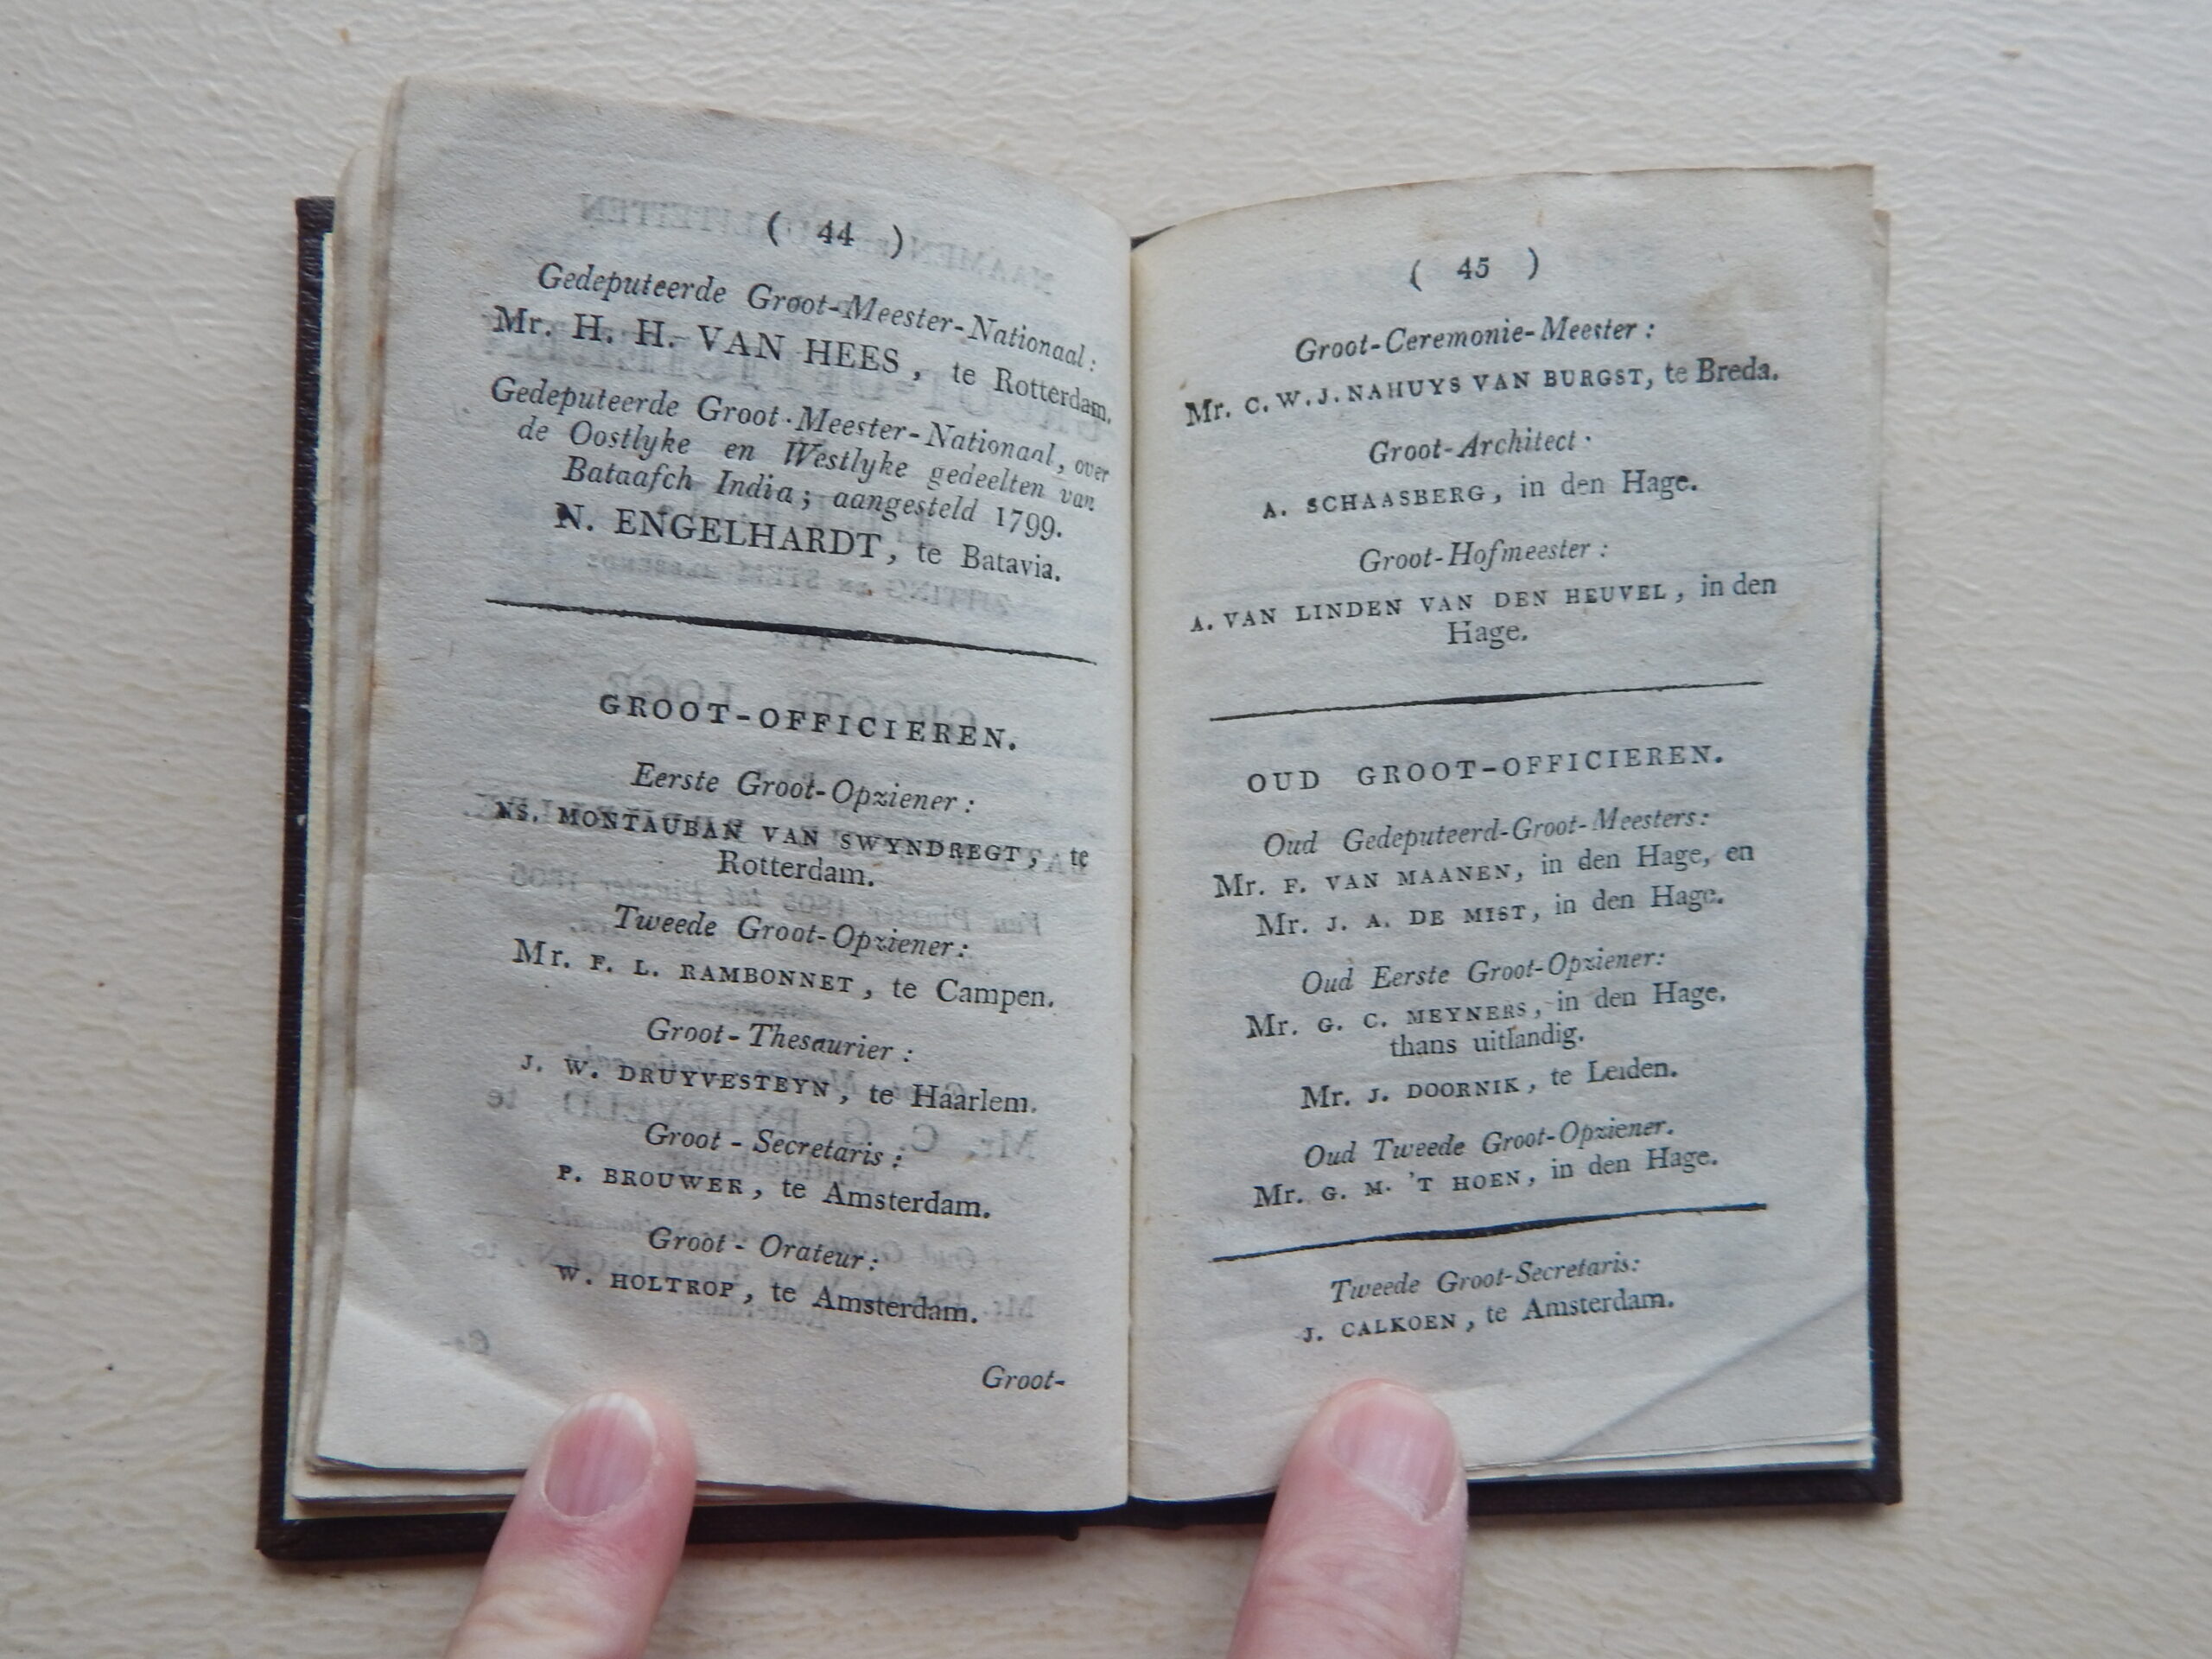 ( 44 )
Gedeputeerde Groot-Meester-Nationaal:
Mr. H. H. VAN HEES, te Rotterdam.
Gedeputeerde Groot-Meester-Nationaal, over
de Oostlyke en Westlyke gedeelten van
Bataafch India; aangesteld 1799.
N. ENGELHARDT, te Batavia.
GROOT-OFFICIEREN.
Eerste Groot-Opziener:
NS. MONTAUBAN VAN SWYNDREGT, te
Rotterdam.
Tweede Groot-Opziener:
Mr. F. L. RAMBONNET, te Campen.
Groot-Thesaurier:
J. W. DRUYVESTEYN, te Haarlem.
Groot-Secretaris:
P. BROUWER, te Amsterdam.
Groot-Orateur:
W. HOLTROP, te Amsterdam.
Groot-
( 45 )
Groot-Ceremonie-Meester:
Mr. C. W. J. NAHUYS VAN BURGST, te Breda.
Groot-Architect.
A. SCHAASBERG, in den Hage.
Groot-Hofmeester:
A. VAN LINDEN VAN DEN HEUVEL, in den
Hage.
OUD GROOT-OFFICIEREN.
Oud Gedeputeerd-Groot-Meesters:
Mr. F. VAN MAANEN, in den Hage, en
Mr. J. A. DE MIST, in den Hage.
Oud Eerste Groot-Opziener:
Mr. G. C. MEYNERS, in den Hage.
thans uitlandig.
Mr. J. DOORNIK, te Leiden.
Oud Tweede Groot-Opziener.
Mr. G. M. 'T HOEN, in den Hage.
Tweede Groot-Secretaris:
J. CALKOEN, te Amsterdam.